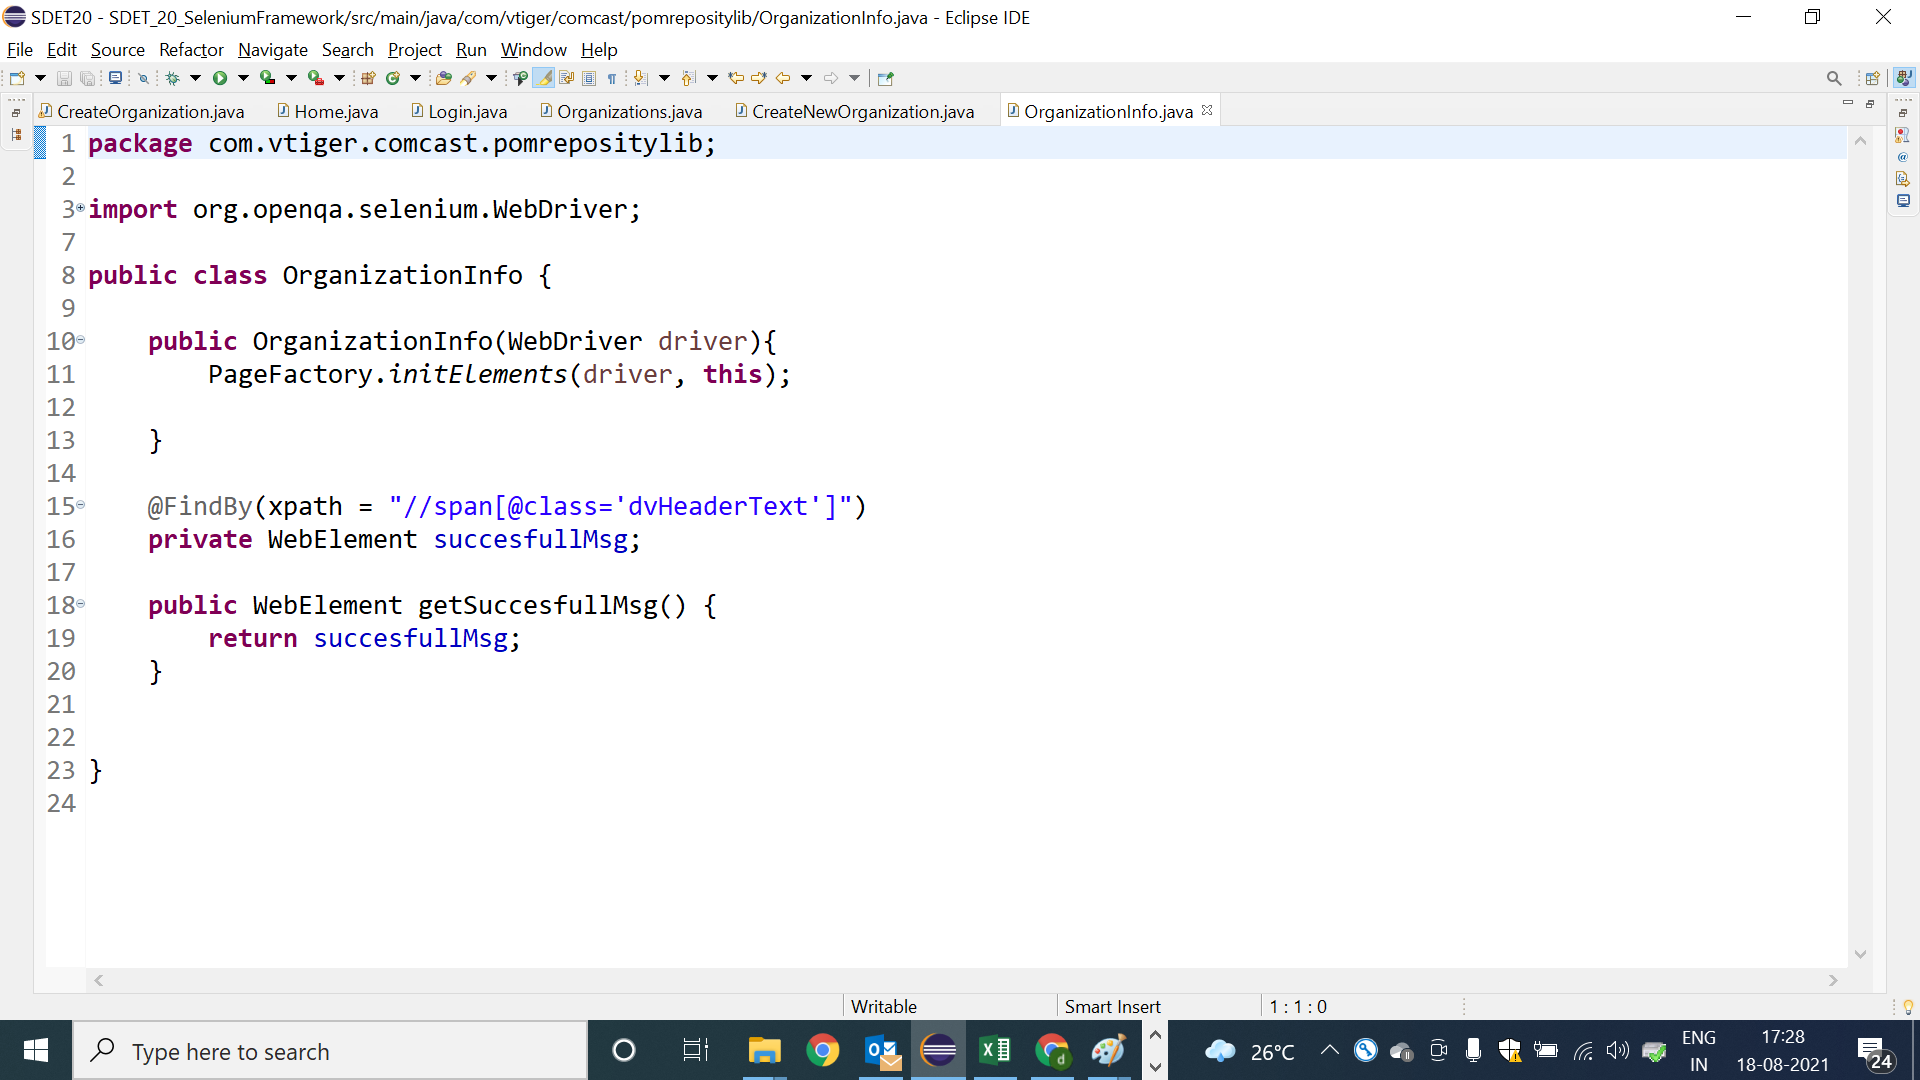 SDET20 - SDET_20_SeleniumFramework/src/main/java/com/vtiger/comcast/pomrepositylib/OrganizationInfo.java - Eclipse IDE
File Edit Source Refactor Navigate Search Project Run Window Help
CreateOrganization.java Home.java Login.java Organizations.java CreateNewOrganization.java OrganizationInfo.java
1 package com.vtiger.comcast.pomrepositylib;
2
3 import org.openqa.selenium.WebDriver;
7
8 public class OrganizationInfo {
9
10 public OrganizationInfo(WebDriver driver){
11 PageFactory.initElements(driver, this);
12
13 }
14
15 @FindBy(xpath = "//span[@class='dvHeaderText']")
16 private WebElement succesfullMsg;
17
18 public WebElement getSuccesfullMsg() {
19 return succesfullMsg;
20 }
21
22
23 }
24
Writable Smart Insert 1 : 1 : 0
Type here to search 26°C ENG 17:28
IN 18-08-2021 24